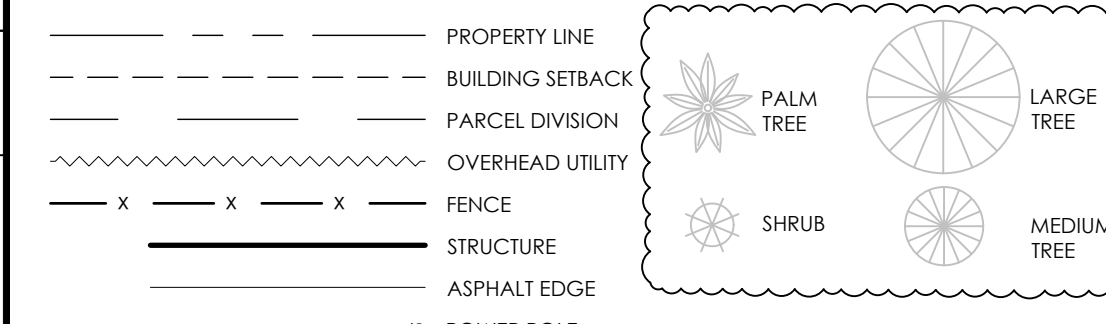 PROPERTY LINE
BUILDING SETBACK
PARCEL DIVISION
OVERHEAD UTILITY
X X X FENCE
STRUCTURE
ASPHALT EDGE
PALM
TREE
LARGE
TREE
SHRUB
MEDIUM
TREE